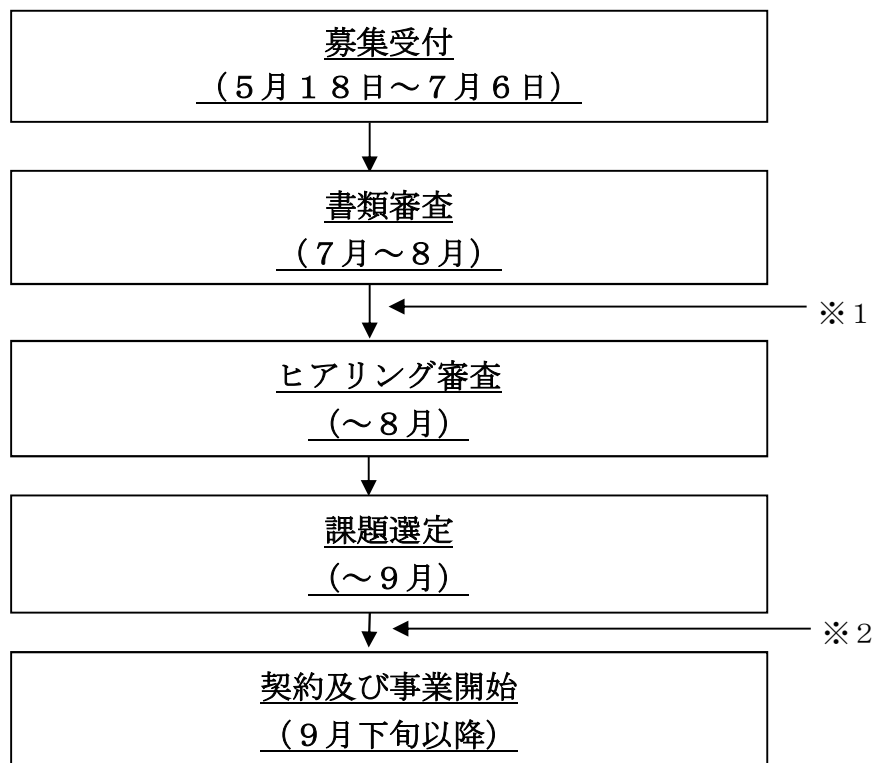 募集受付
（５月１８日～７月６日）
書類審査
（７月～８月）
※１
ヒアリング審査
（～８月）
課題選定
（～９月）
※２
契約及び事業開始
（９月下旬以降）